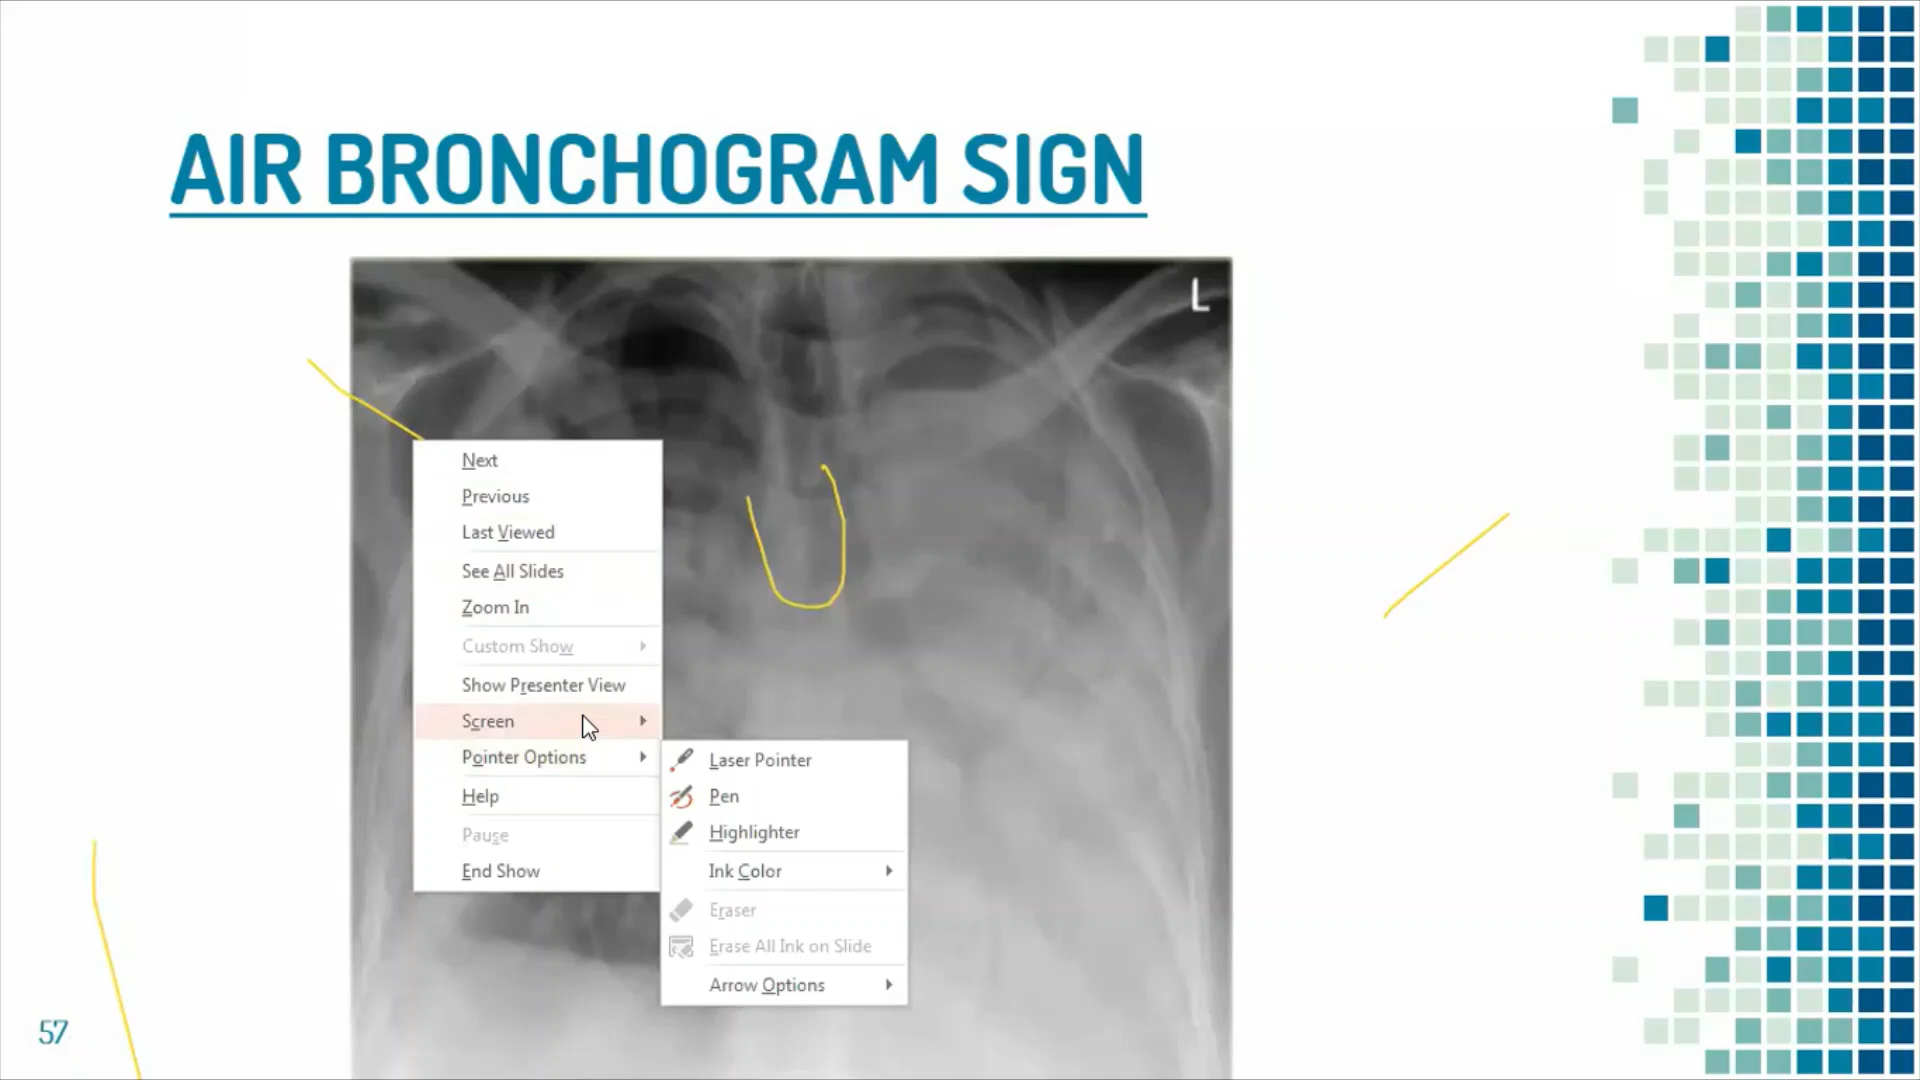 AIR BRONCHOGRAM SIGN
L
Next
Previous
Last Viewed
See All Slides
Zoom In
Custom Show
Show Presenter View
Screen
Pointer Options
Help
Pause
End Show
Laser Pointer
Pen
Highlighter
Ink Color
Eraser
Erase All Ink on Slide
Arrow Options
57